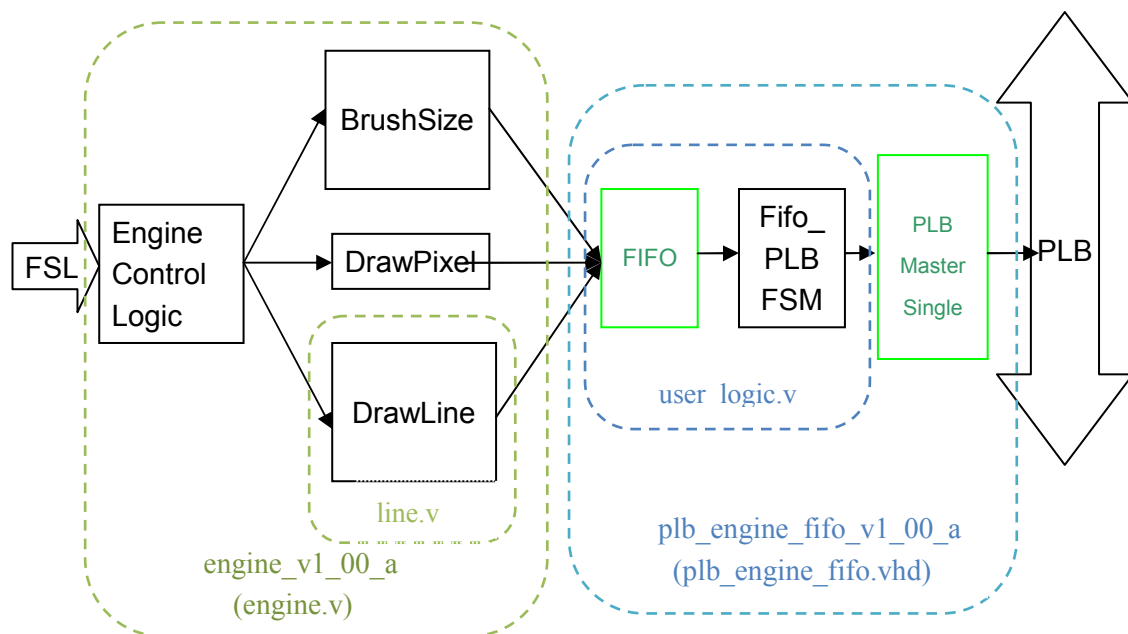 FSL
Engine
Control
Logic
BrushSize
DrawPixel
DrawLine
line.v
engine_v1_00_a
(engine.v)
FIFO
Fifo_
PLB
FSM
user_logic.v
PLB
Master
Single
PLB
plb_engine_fifo_v1_00_a
(plb_engine_fifo.vhd)